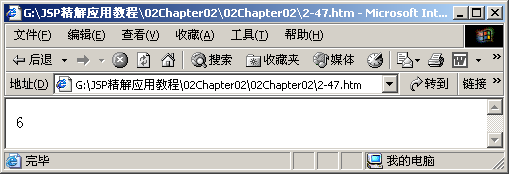 G:\JSP精解应用教程\02Chapter02\02Chapter02\2-47.htm - Microsoft Int...
文件(F) 编辑(E) 查看(V) 收藏(A) 工具(T) 帮助(H)
后退 搜索 收藏夹 媒体 »
地址(D) G:\JSP精解应用教程\02Chapter02\02Chapter02\2-47.htm 转到 链接 »
6
完毕 我的电脑